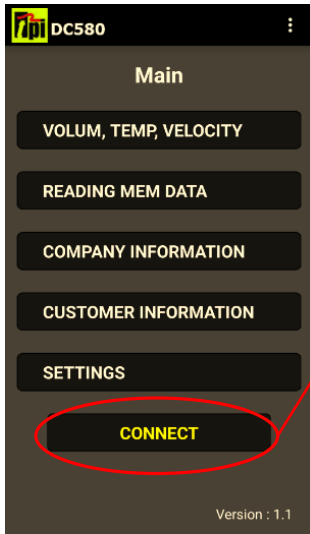 tpi DC580
Main
VOLUM, TEMP, VELOCITY
READING MEM DATA
COMPANY INFORMATION
CUSTOMER INFORMATION
SETTINGS
CONNECT
Version : 1.1